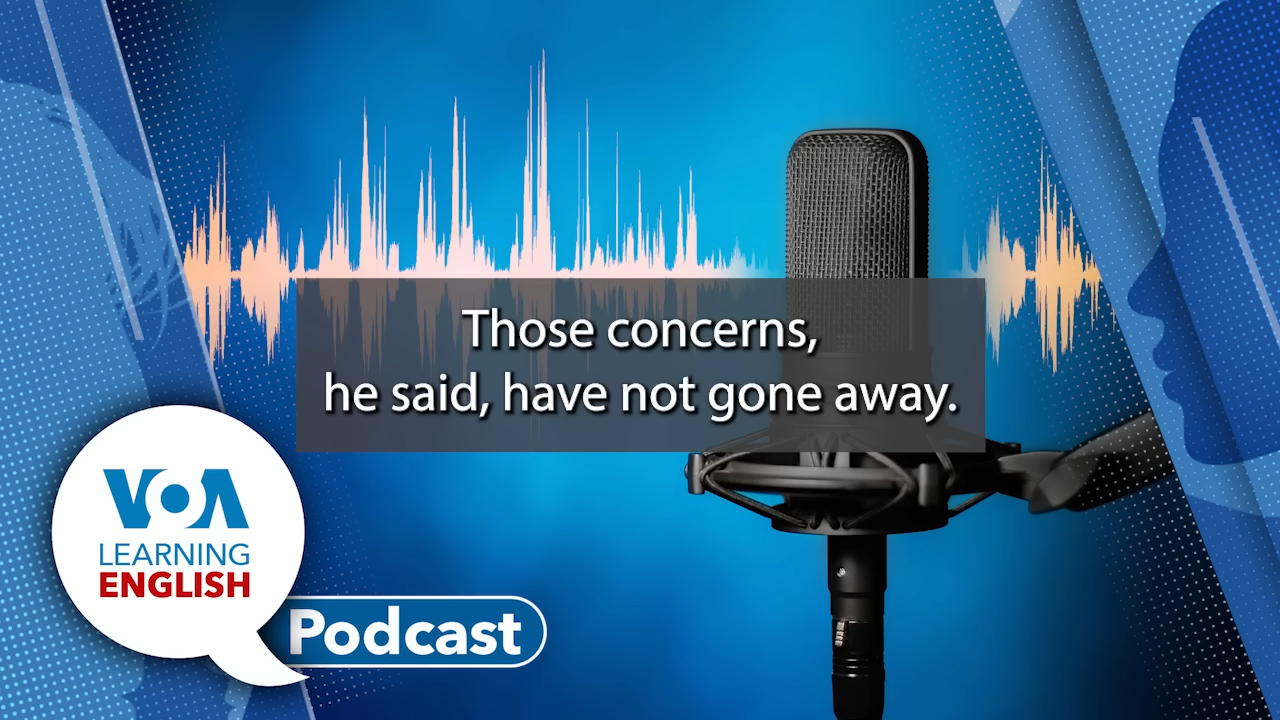 Those concerns,
he said, have not gone away.
VOA
LEARNING
ENGLISH
Podcast